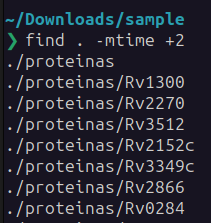 ~/Downloads/sample
❯ find . -mtime +2
./proteinas
./proteinas/Rv1300
./proteinas/Rv2270
./proteinas/Rv3512
./proteinas/Rv2152c
./proteinas/Rv3349c
./proteinas/Rv2866
./proteinas/Rv0284